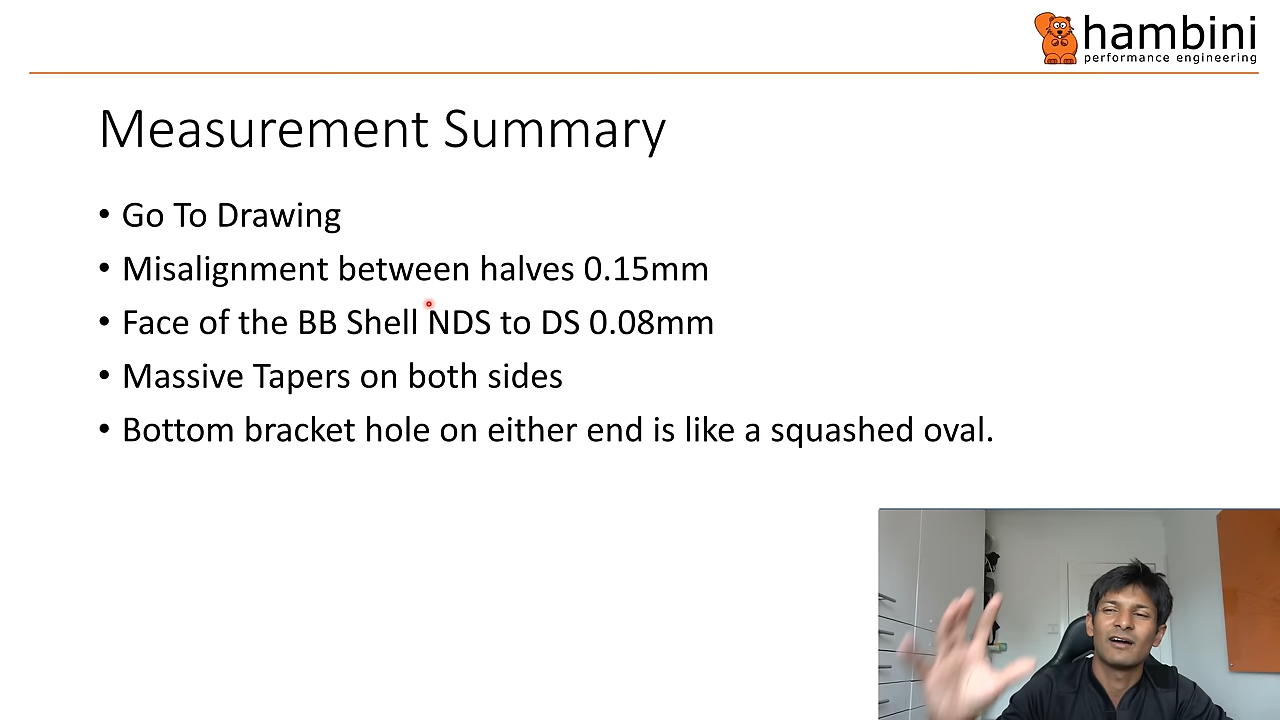 hambini
performance engineering
Measurement Summary
• Go To Drawing
• Misalignment between halves 0.15mm
• Face of the BB Shell NDS to DS 0.08mm
• Massive Tapers on both sides
• Bottom bracket hole on either end is like a squashed oval.